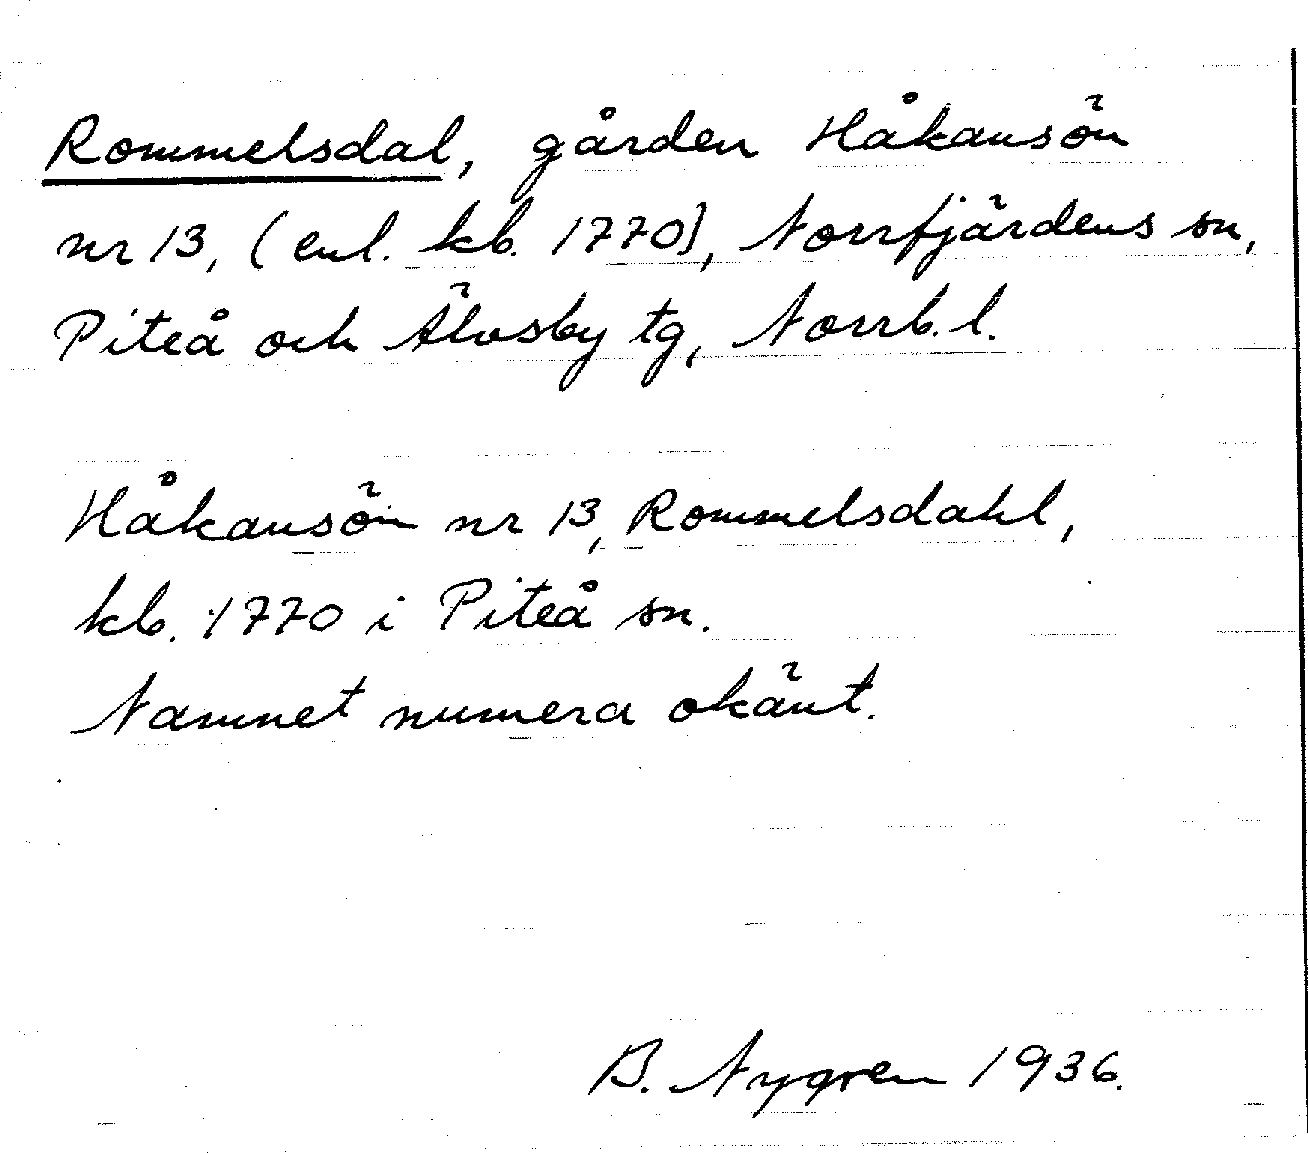 Rommelsdal, gården Håkansön
nr 13, (enl. kb. 1770), Norrfjärdens sn,
Piteå och Älvsby tg, Norrb. l.
Håkansön nr 13, Rommelsdahl,
kb. 1770 i Piteå sn.
Namnet numera okänt.
B. Nygren 1936.